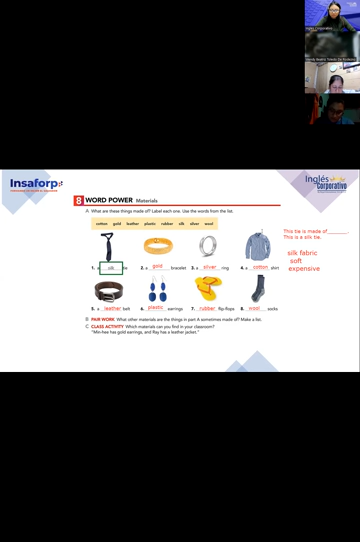 Inglés Corporativo
Insaforp
Inglés
Corporativo
8 WORD POWER Materials
A What are these things made of? Label each one. Use the words from the list.
cotton gold leather plastic rubber silk silver wool
This tie is made of_______.
This is a silk tie.
silk fabric
soft
expensive
1. a silk tie
2. a gold bracelet
3. a silver ring
4. a cotton shirt
5. a leather belt
6. plastic earrings
7. rubber flip-flops
8. wool socks
B PAIR WORK What other materials are the things in part A sometimes made of? Make a list.
C CLASS ACTIVITY Which materials can you find in your classroom?
"Min-hee has gold earrings, and Ray has a leather jacket."